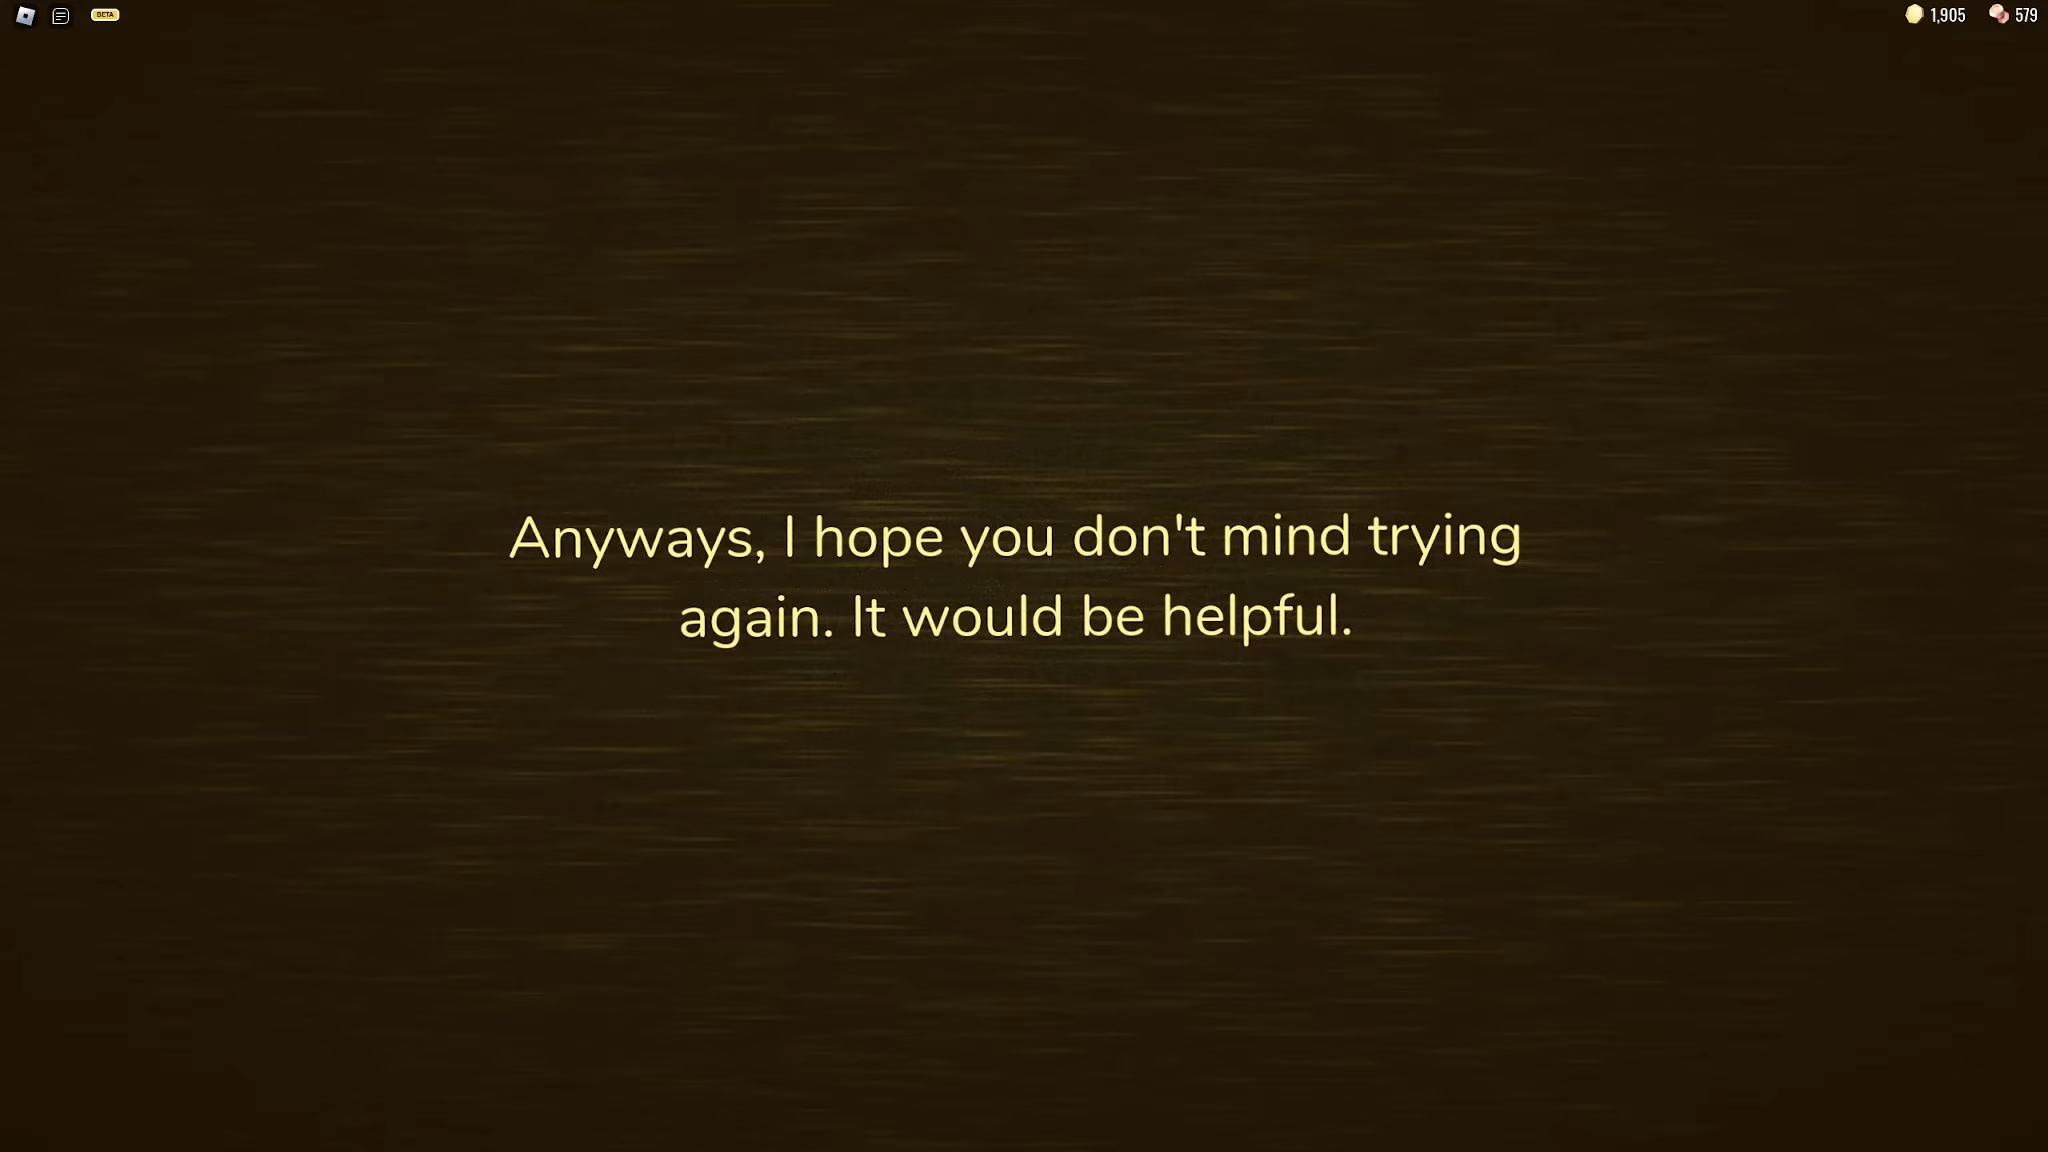 BETA
1,905
579
Anyways, I hope you don't mind trying
again. It would be helpful.